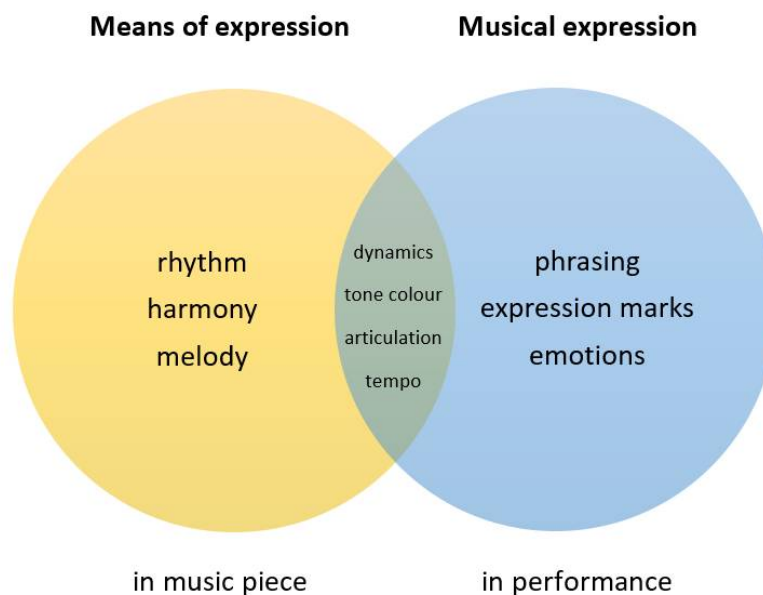 Means of expression
Musical expression
rhythm
harmony
melody
dynamics
tone colour
articulation
tempo
phrasing
expression marks
emotions
in music piece
in performance